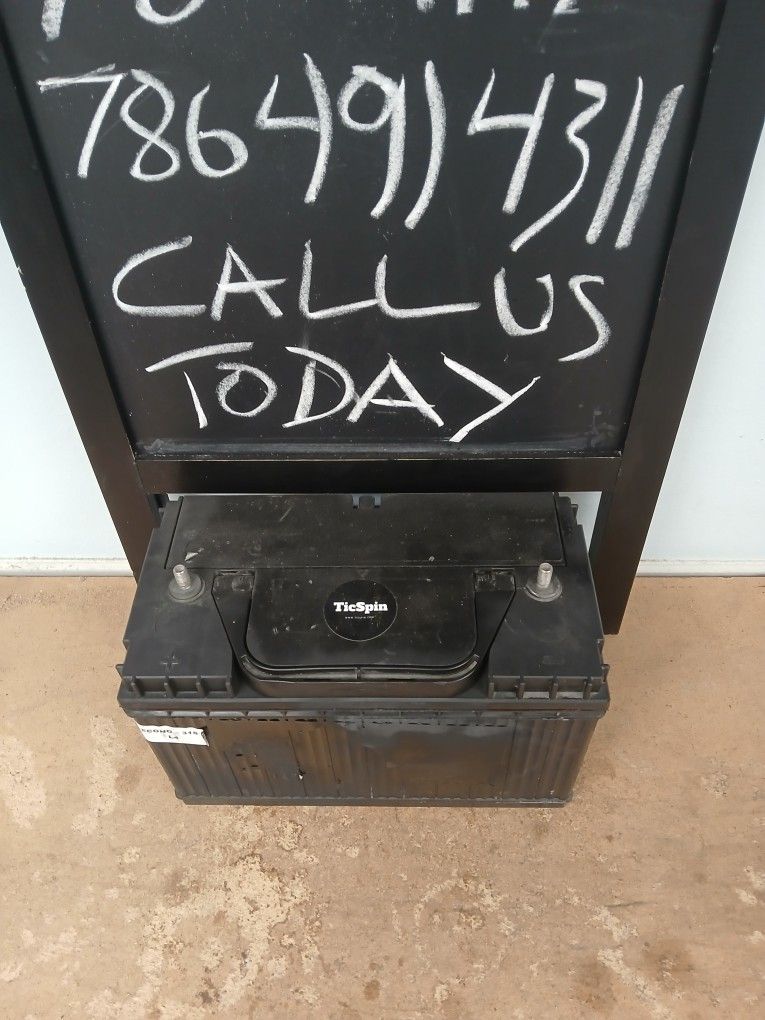 7864914311
CALL US
TODAY
TicSpin
+